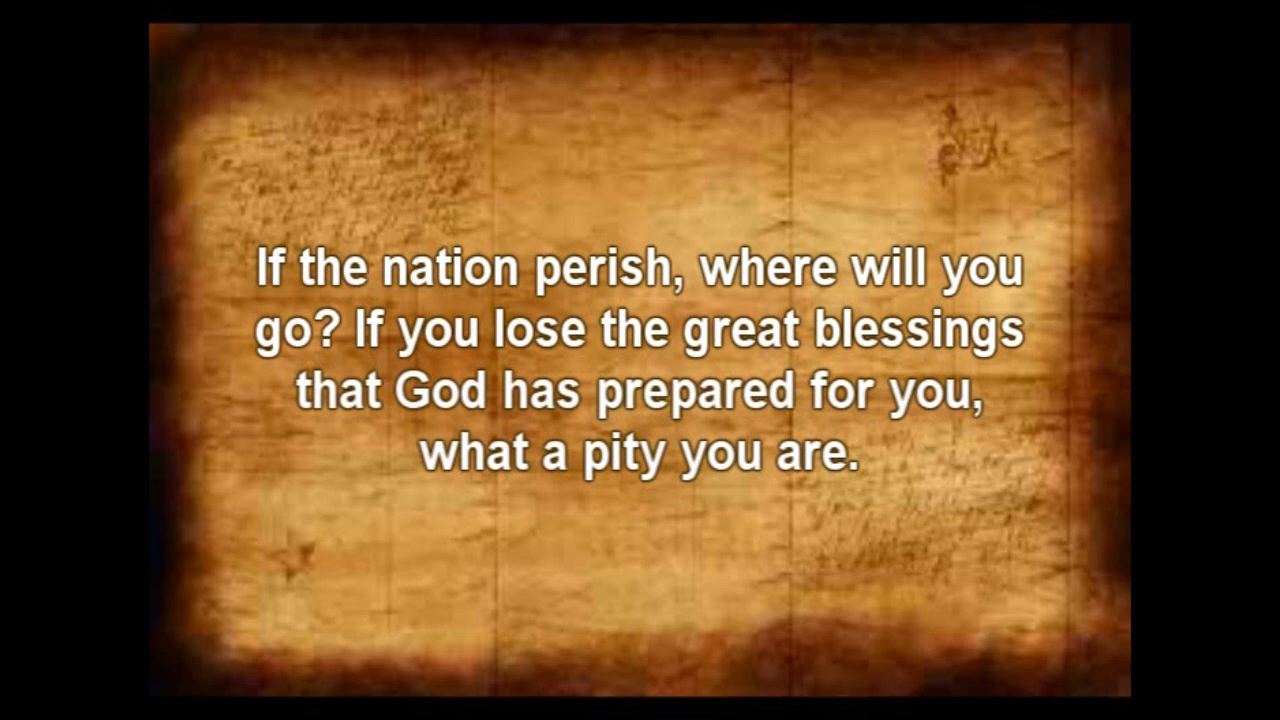 If the nation perish, where will you
go? If you lose the great blessings
that God has prepared for you,
what a pity you are.